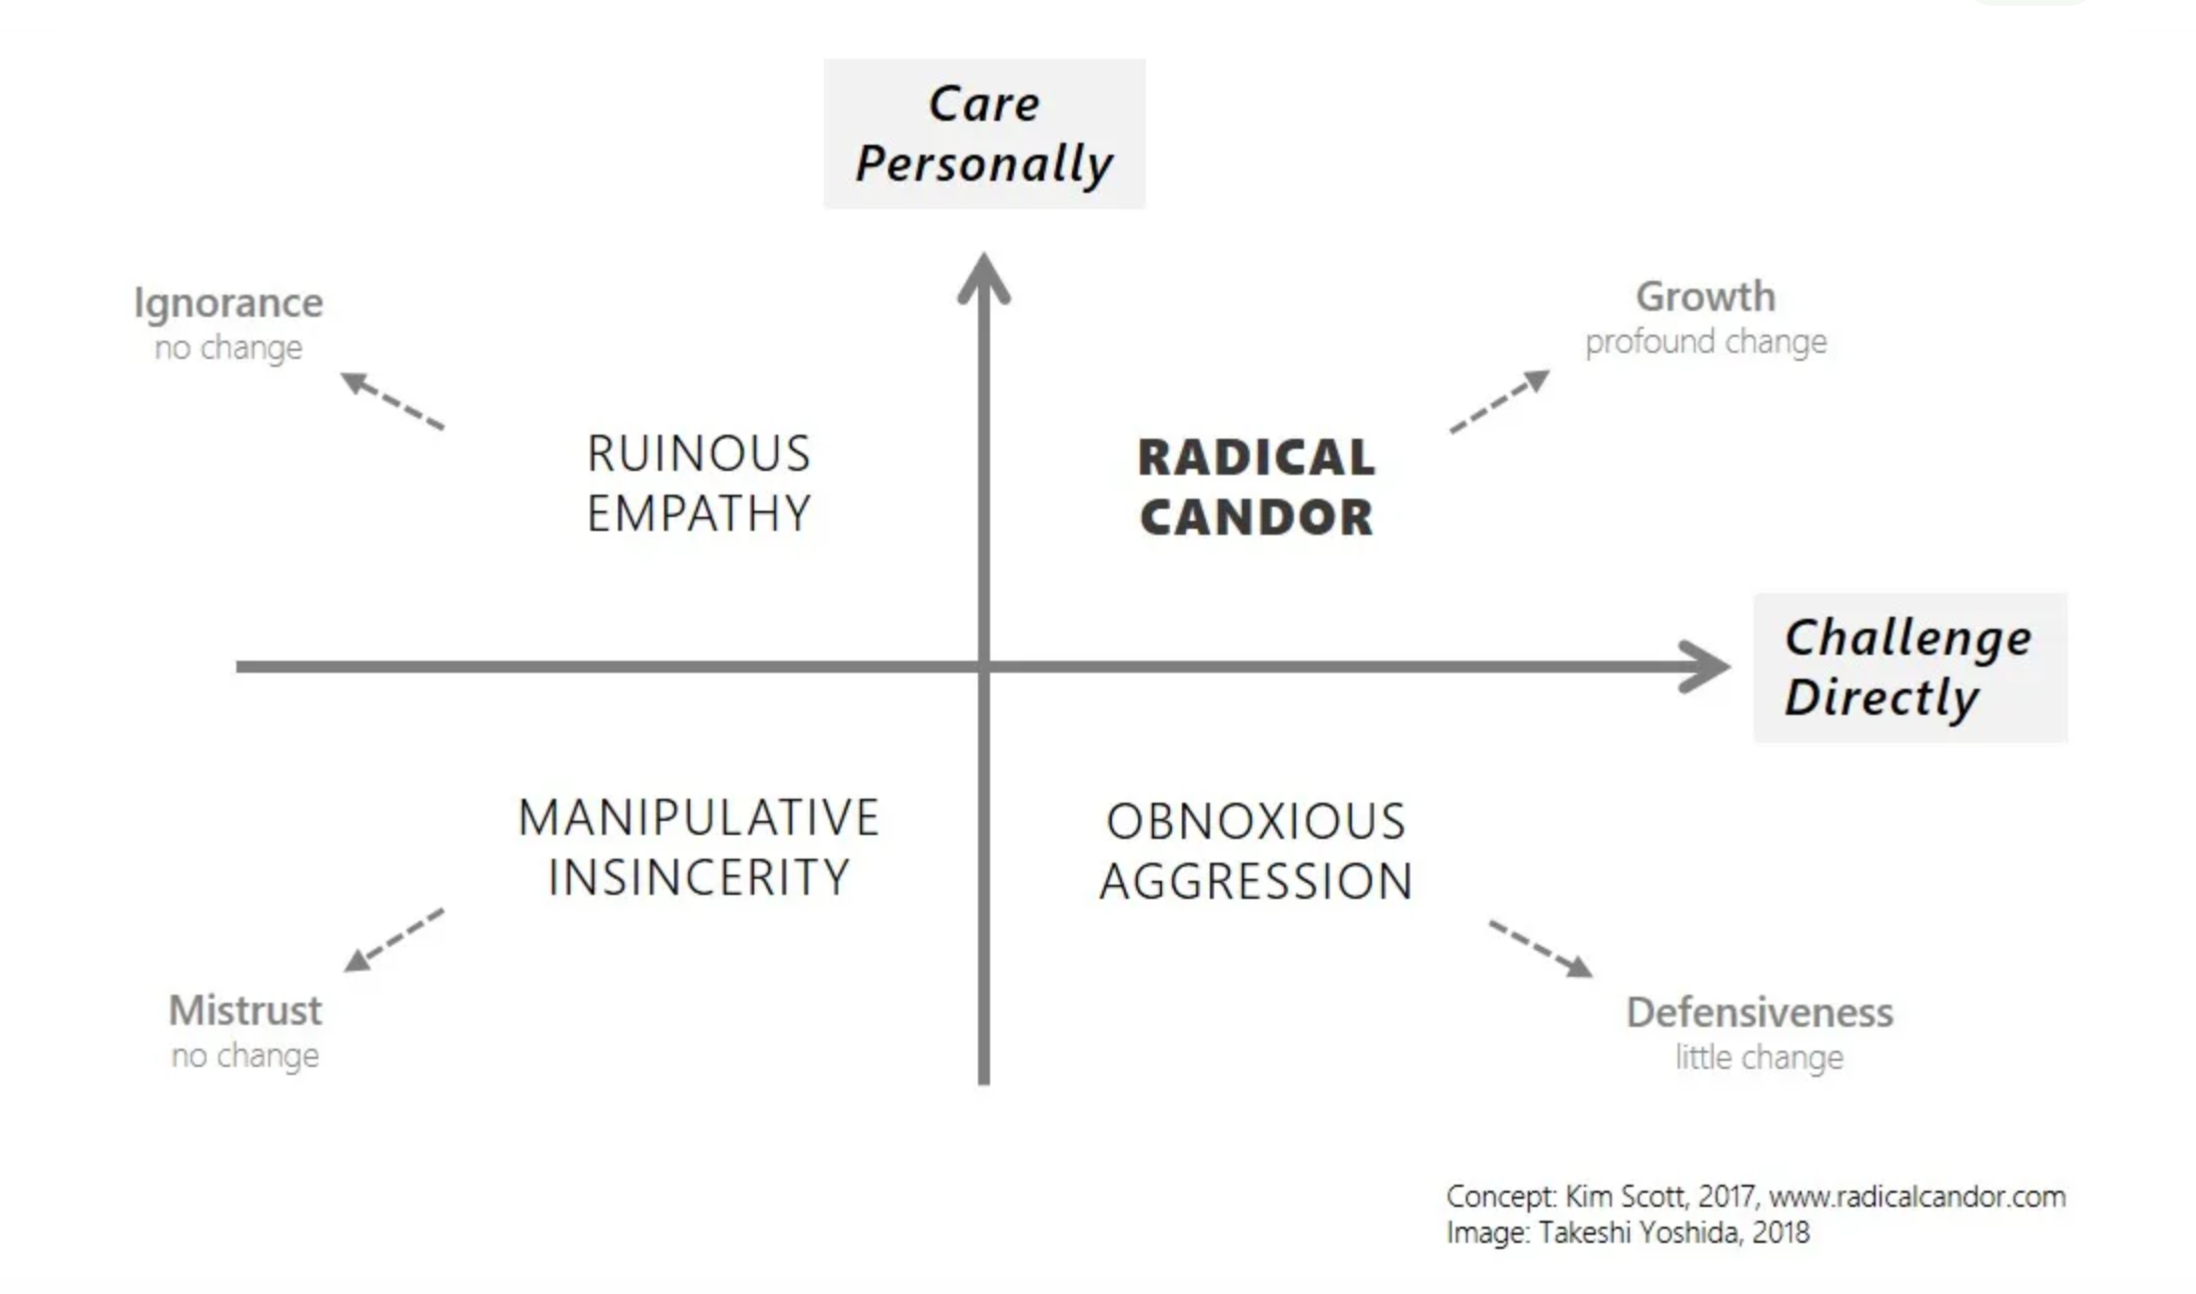 Care
Personally
Ignorance
no change
Growth
profound change
RUINOUS
EMPATHY
RADICAL
CANDOR
Challenge
Directly
MANIPULATIVE
INSINCERITY
OBNOXIOUS
AGGRESSION
Mistrust
no change
Defensiveness
little change
Concept: Kim Scott, 2017, www.radicalcandor.com
Image: Takeshi Yoshida, 2018